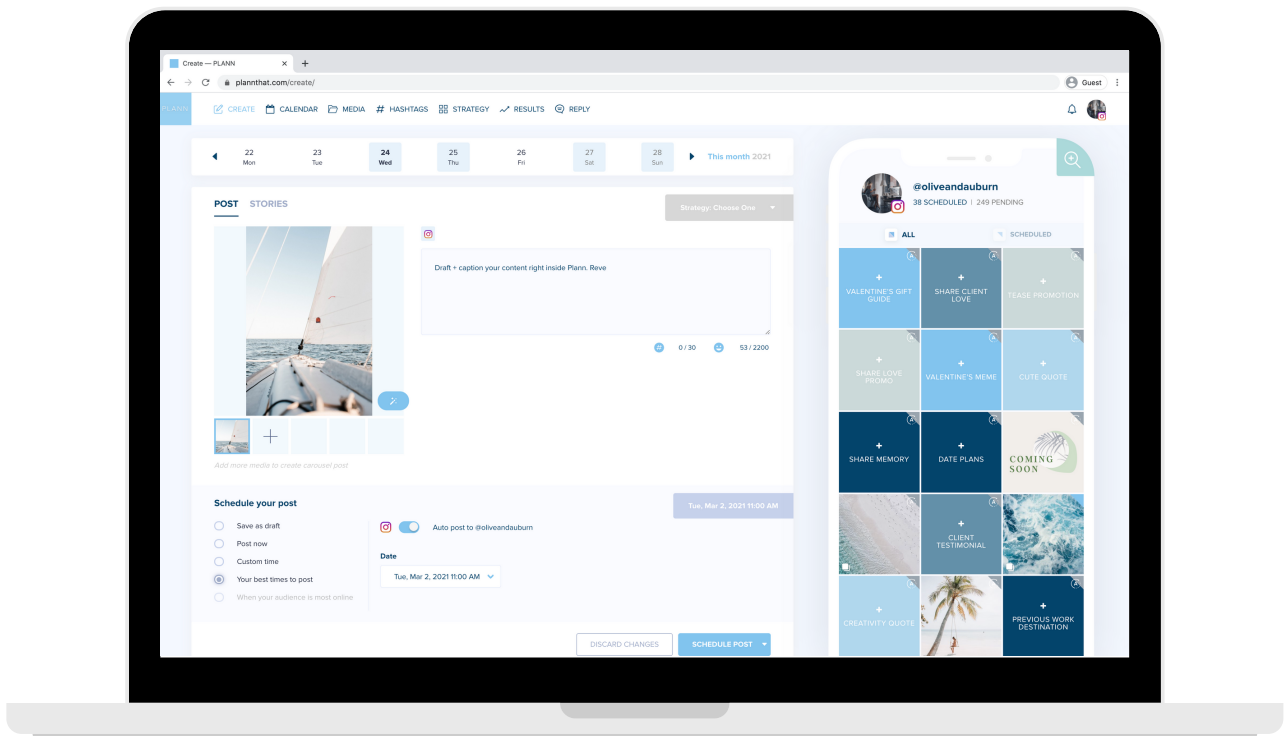 Create — PLANN
plannthat.com/create/
Guest
PLANN
CREATE
CALENDAR
MEDIA
HASHTAGS
STRATEGY
RESULTS
REPLY
22
Mon
23
Tue
24
Wed
25
Thu
26
Fri
27
Sat
28
Sun
This month 2021
POST
STORIES
Strategy: Choose One
Draft + caption your content right inside Plann. Reve
0 / 30
53 / 2200
Add more media to create carousel post
Schedule your post
Tue, Mar 2, 2021 11:00 AM
Save as draft
Post now
Custom time
Your best times to post
When your audience is most online
Auto post to @oliveandauburn
Date
Tue, Mar 2, 2021 11:00 AM
DISCARD CHANGES
SCHEDULE POST
@oliveandauburn
38 SCHEDULED | 249 PENDING
ALL
SCHEDULED
+
VALENTINE'S GIFT
GUIDE
+
SHARE CLIENT
LOVE
+
TEASE PROMOTION
+
SHARE LOVE
PROMO
+
VALENTINE'S MEME
+
CUTE QUOTE
+
SHARE MEMORY
+
DATE PLANS
COMING
SOON
+
CLIENT
TESTIMONIAL
+
CREATIVITY QUOTE
+
PREVIOUS WORK
DESTINATION